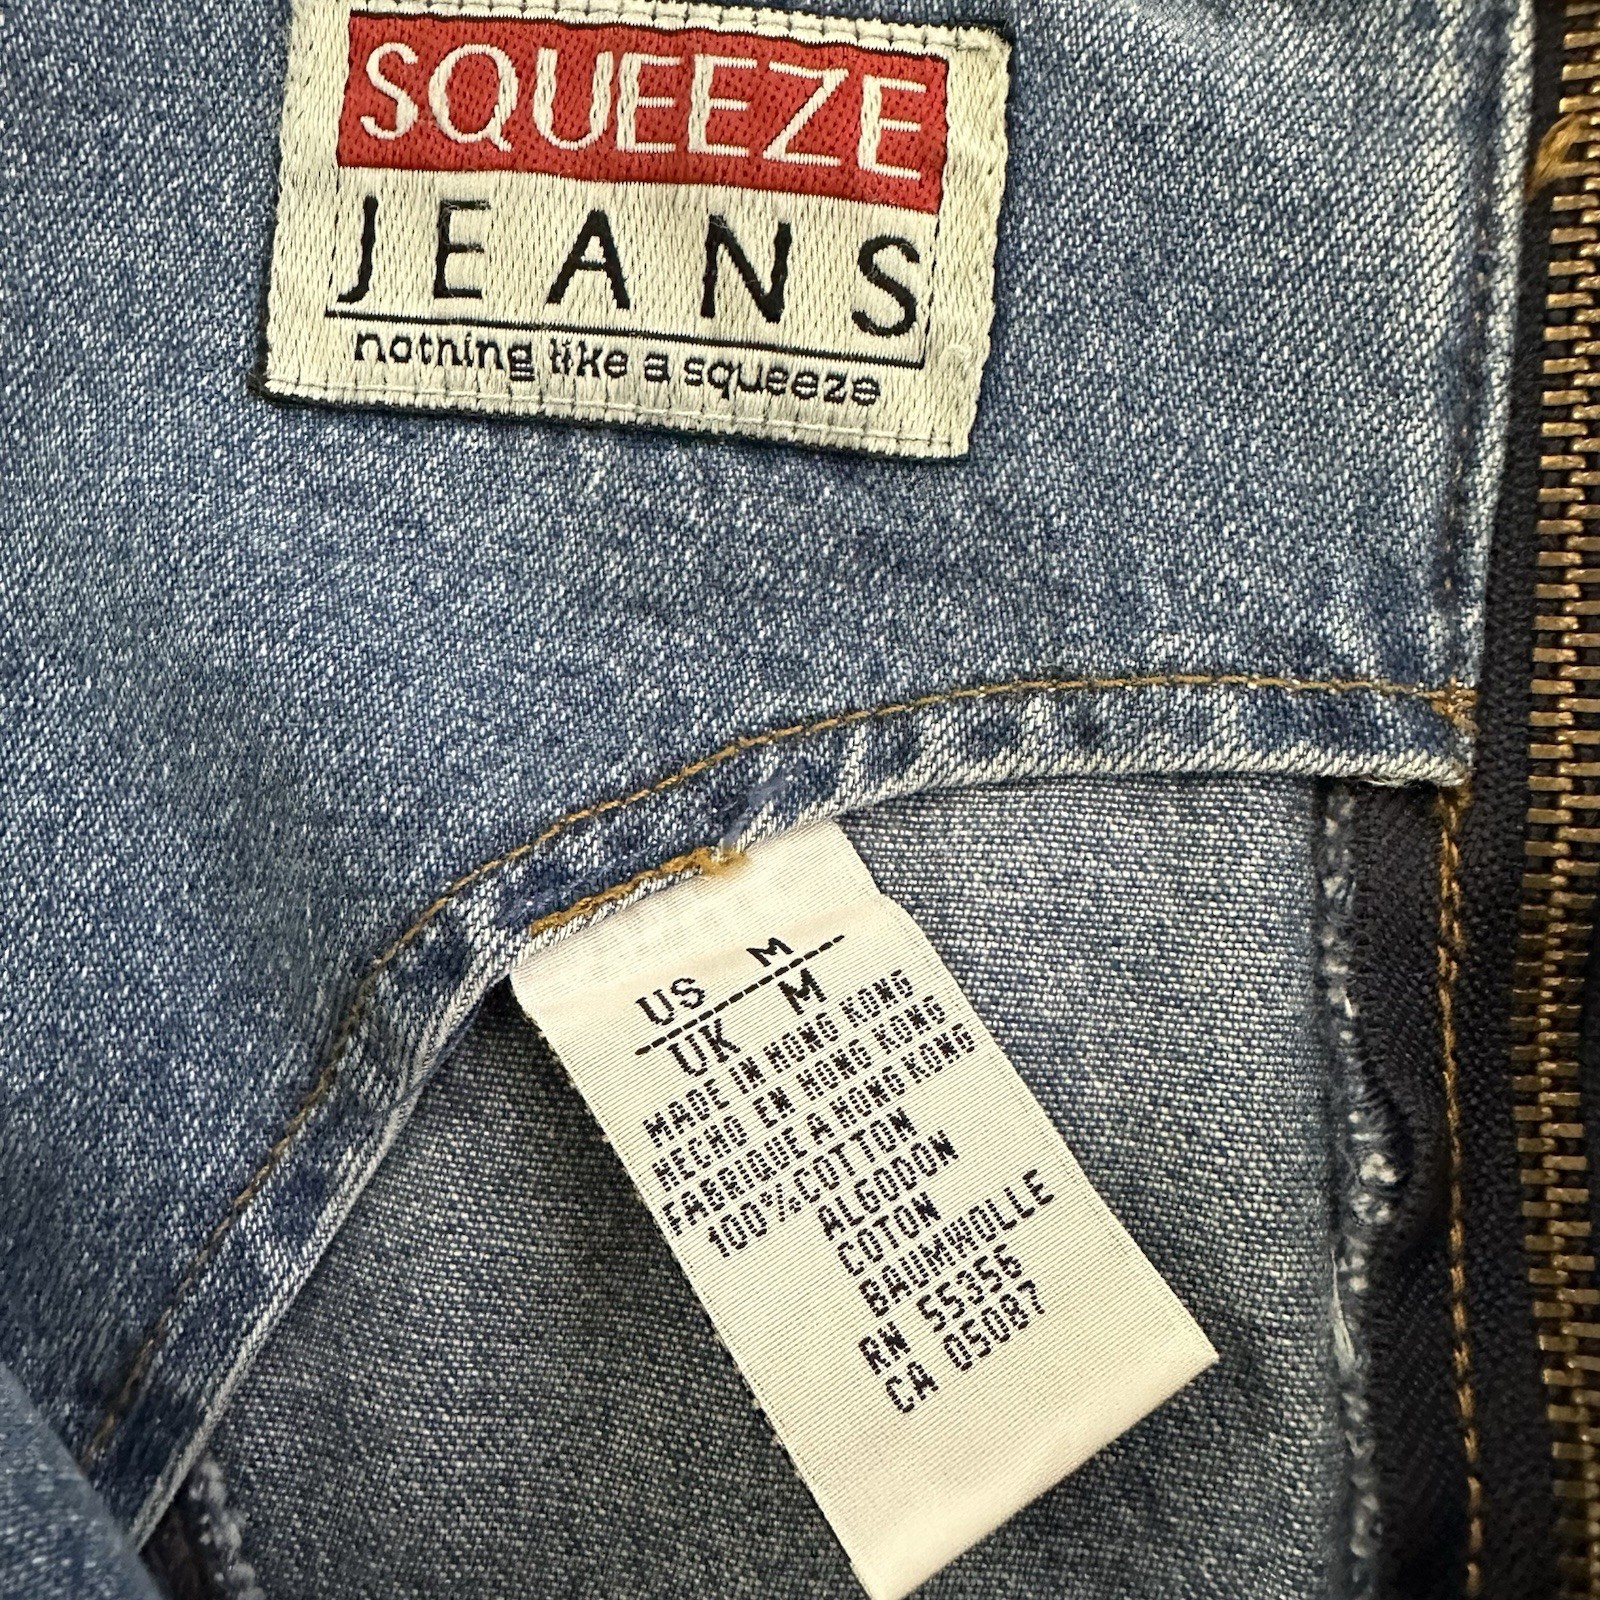 SQUEEZE
JEANS
nothing like a squeeze
US M
UK M
MADE IN HONG KONG
HECHO EN HONG KONG
FABRIQUE A HONG KONG
100% COTTON
ALGODON
COTON
BAUMWOLLE
RN 55356
CA 05087